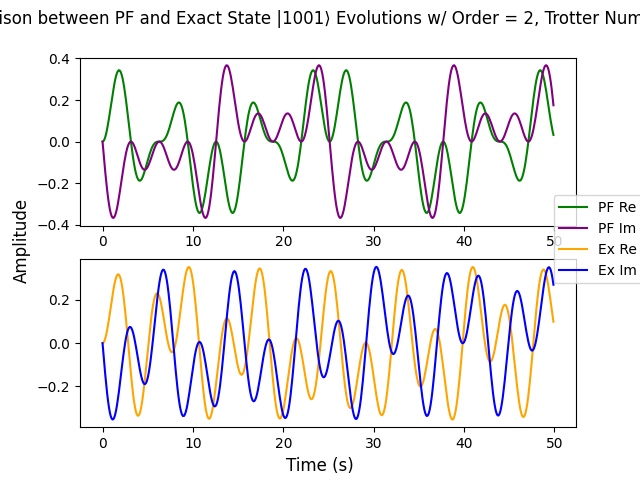 ison between PF and Exact State |1001⟩ Evolutions w/ Order = 2, Trotter Num
0.4
0.2
0.0
−0.2
−0.4
0 10 20 30 40 50
PF Re
PF Im
Ex Re
Ex Im
Amplitude
0.2
0.0
−0.2
0 10 20 30 40 50
Time (s)